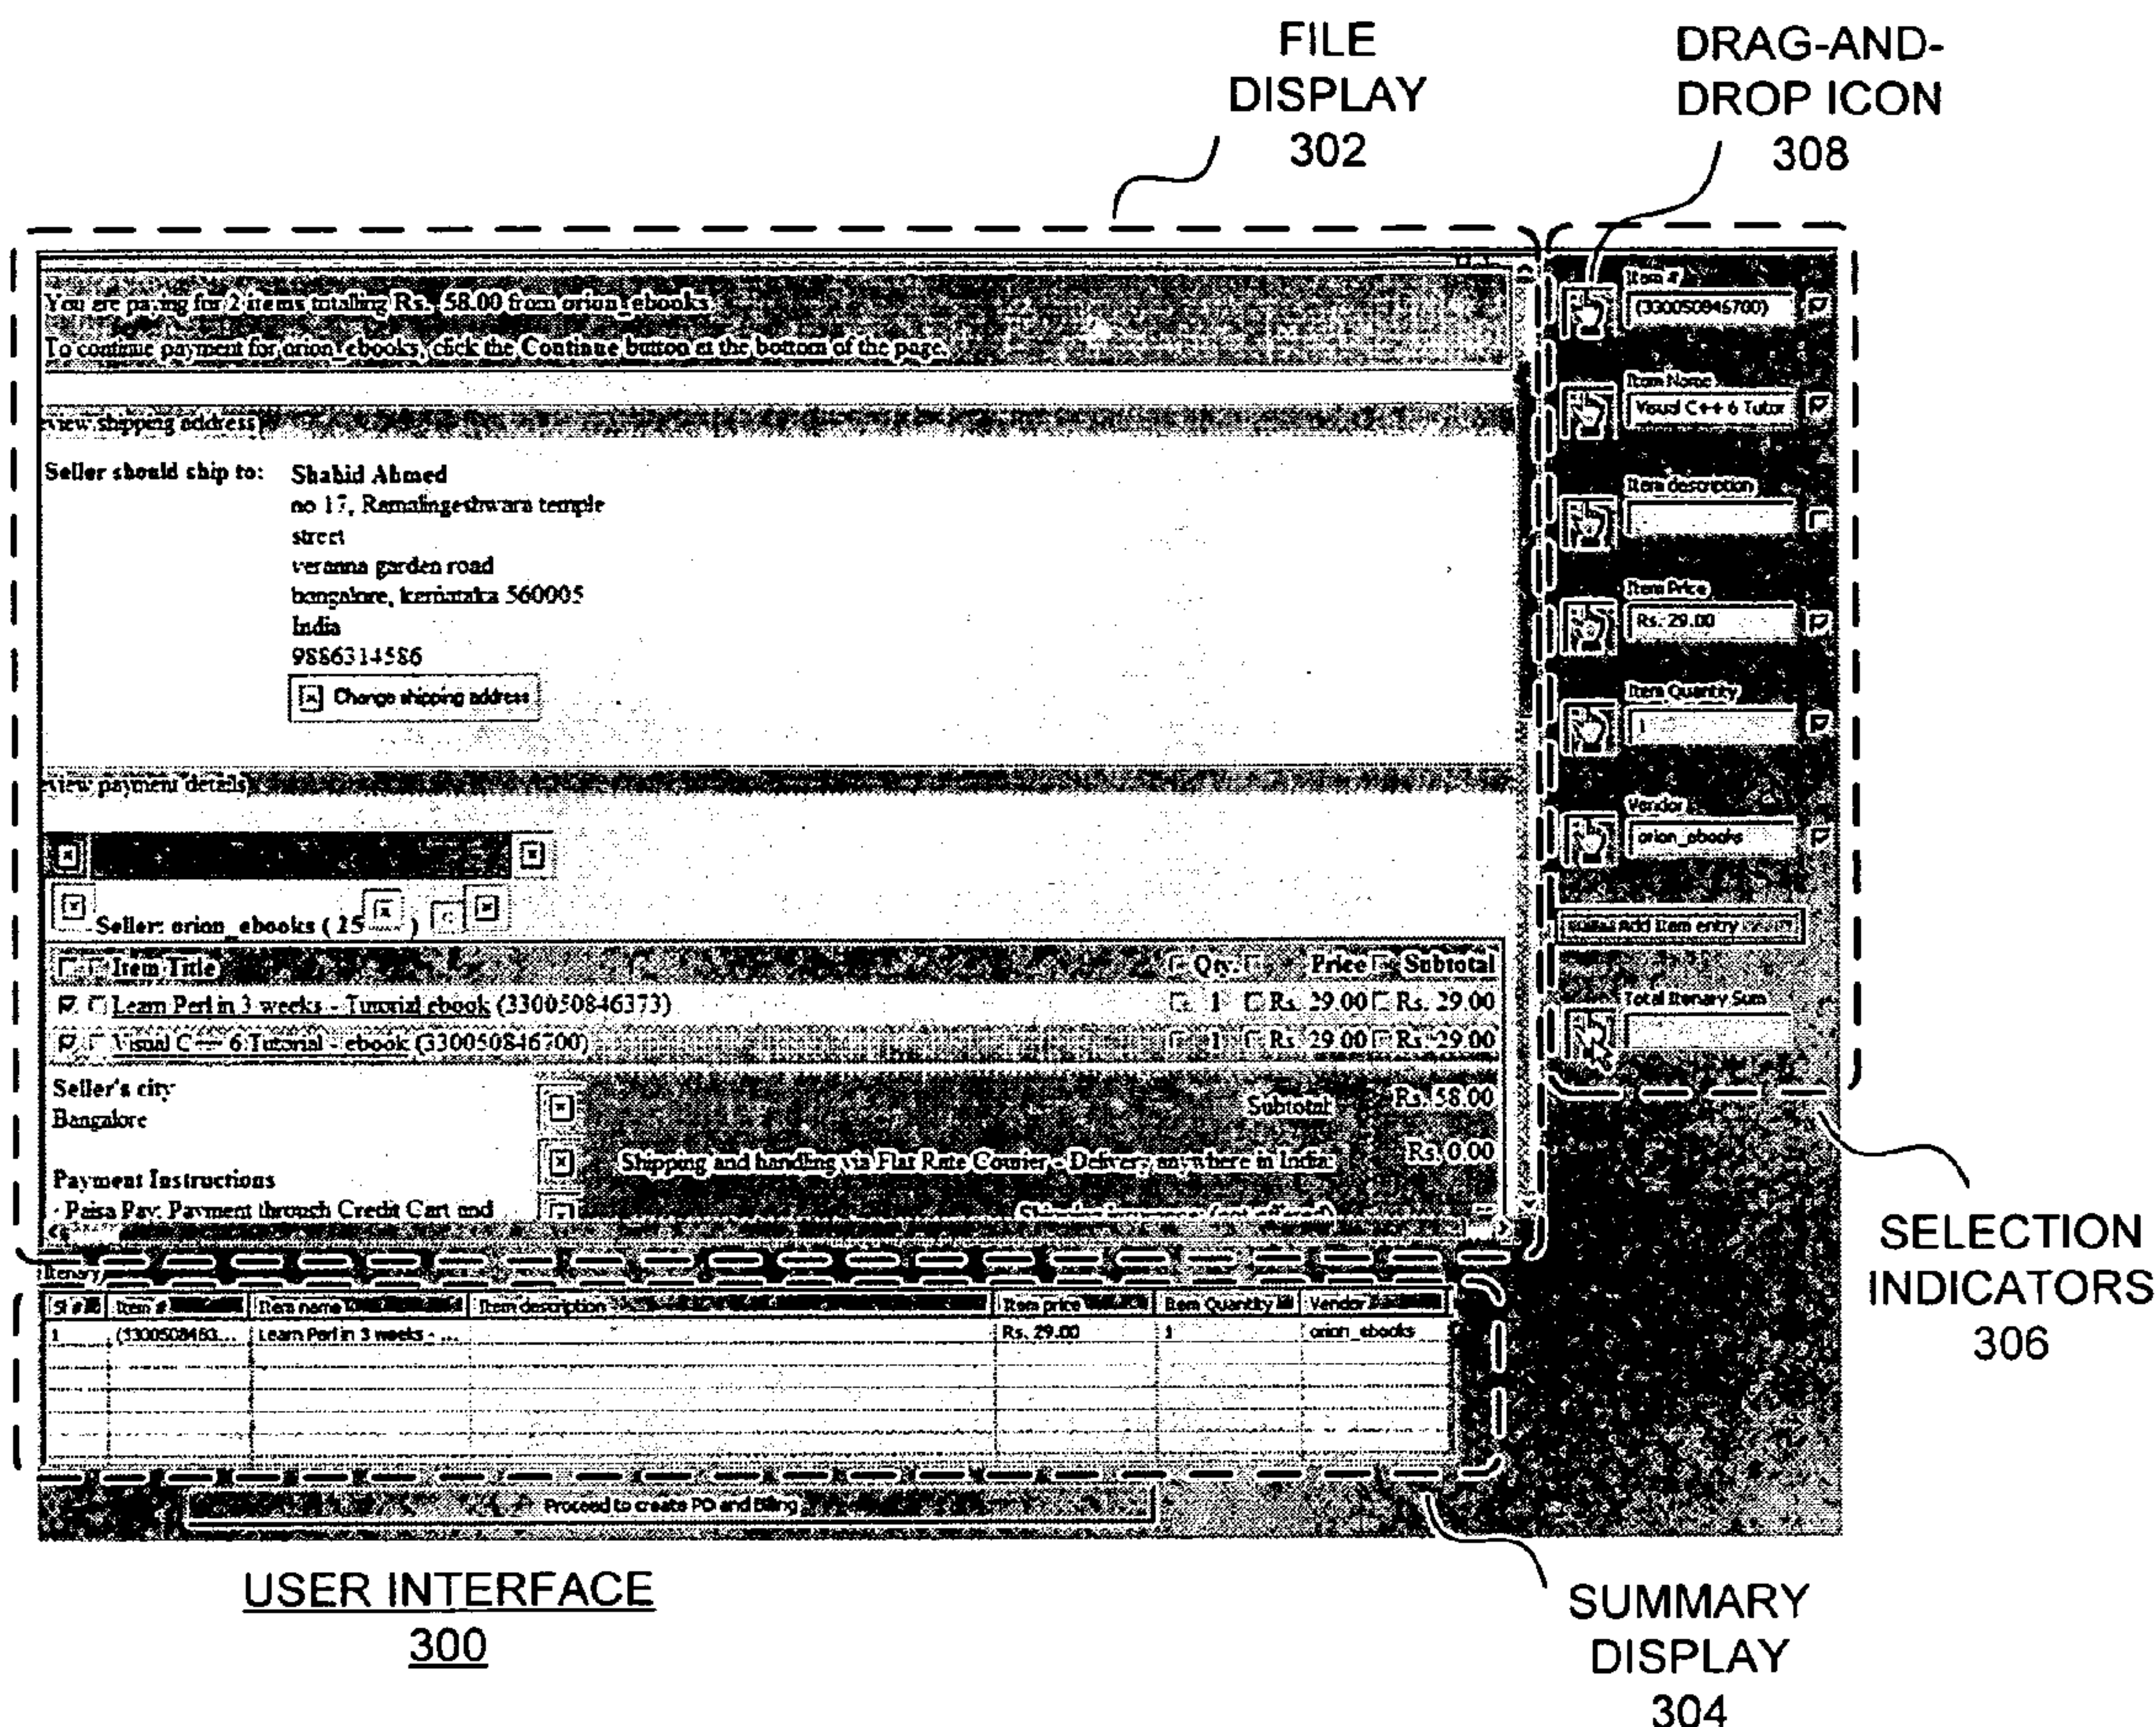 FILE
DISPLAY
302
DRAG-AND-
DROP ICON
308
You are paying for 2 items totalling Rs. 58.00 from orion_ebooks
To continue payment for orion_ebooks, click the Continue button at the bottom of the page
view shipping address
Seller should ship to: Shahid Ahmed
no 17, Ramalingeshwara temple
street
veranna garden road
bangalore, karnataka 560005
India
9886314586
Change shipping address
view payment details
Seller: orion_ebooks ( 25 )
Item Title Qty. Price Subtotal
Learn Perl in 3 weeks - Tutorial ebook (330050846373) 1 Rs. 29.00 Rs. 29.00
Visual C++ 6 Tutorial - ebook (330050846700) 1 Rs. 29.00 Rs. 29.00
Seller's city
Bangalore
Subtotal: Rs. 58.00
Shipping and handling via Flat Rate Courier - Delivery anywhere in India: Rs. 0.00
Payment Instructions
- Paisa Pay: Payment through Credit Cart and
Item #
(330050846700)
Item Name
Visual C++ 6 Tutor
Item description
Item Price
Rs. 29.00
Item Quantity
1
Vendor
orion_ebooks
Add Item entry
Total Itenary Sum
SELECTION
INDICATORS
306
Itenary
Sl # Item # Item name Item description Item price Item Quantity Vendor
1 (3300508463... Learn Perl in 3 weeks - ... Rs. 29.00 1 orion_ebooks
Proceed to create PO and Billing
USER INTERFACE
300
SUMMARY
DISPLAY
304